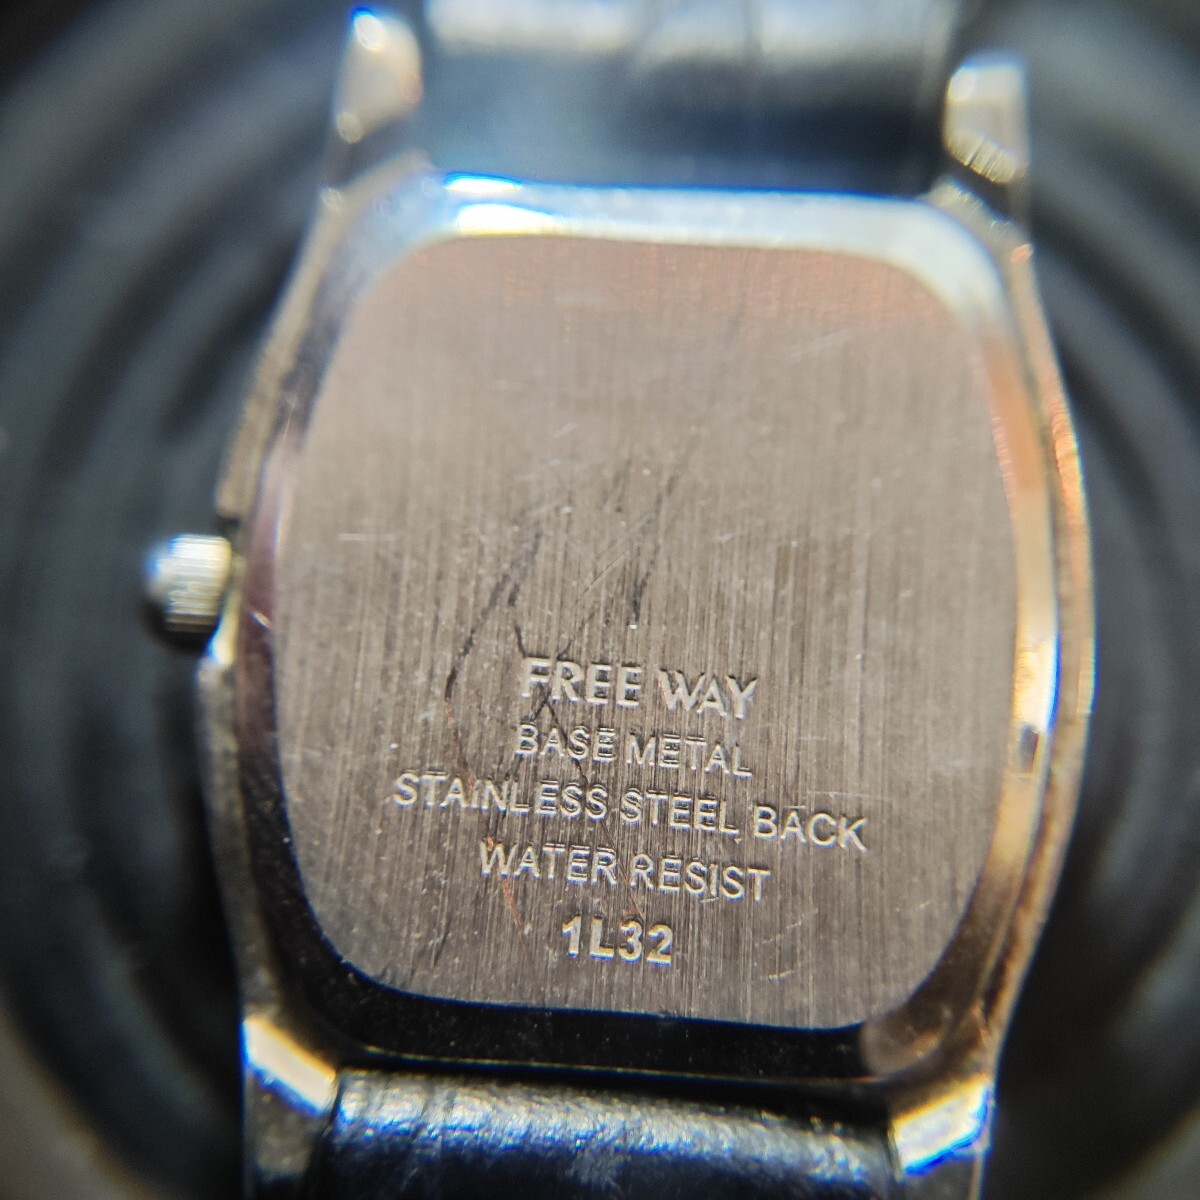 FREE WAY
BASE METAL
STAINLESS STEEL BACK
WATER RESIST
1L32